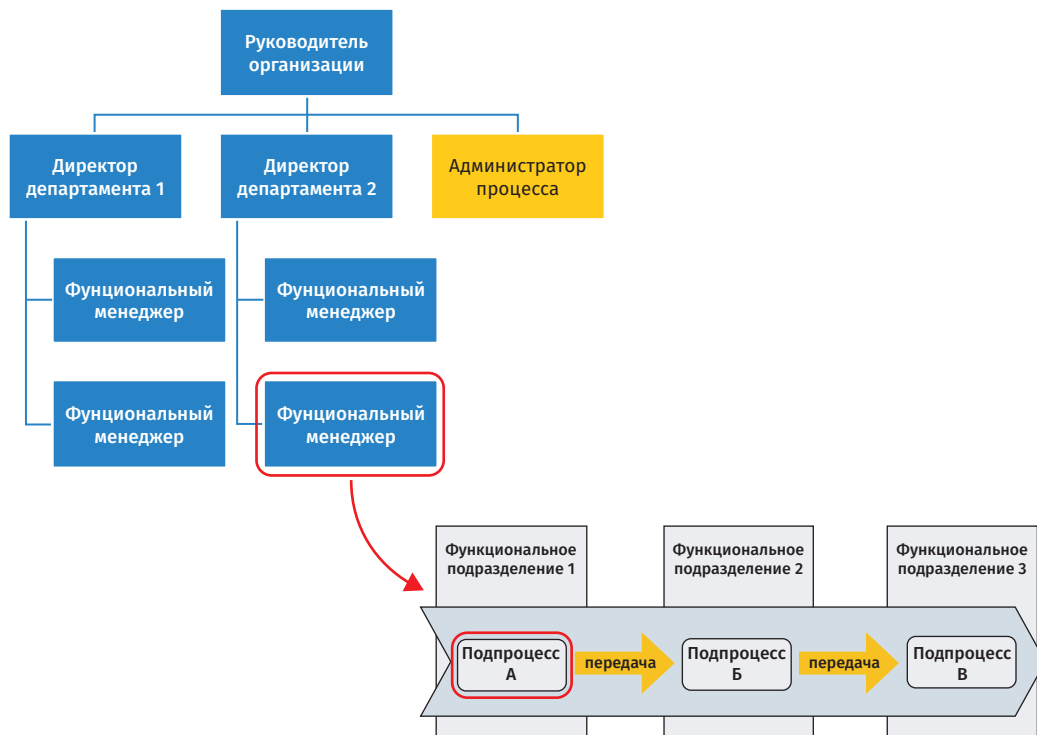 Руководитель
организации
Директор
департамента 1
Директор
департамента 2
Администратор
процесса
Фунциональный
менеджер
Фунциональный
менеджер
Фунциональный
менеджер
Фунциональный
менеджер
Функциональное
подразделение 1
Функциональное
подразделение 2
Функциональное
подразделение 3
Подпроцесс
А
передача
Подпроцесс
Б
передача
Подпроцесс
В